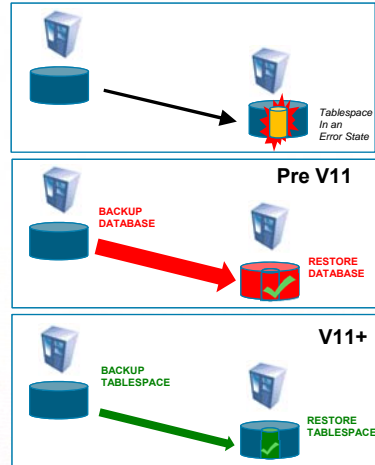 Tablespace
In an
Error State
Pre V11
BACKUP
DATABASE
RESTORE
DATABASE
V11+
BACKUP
TABLESPACE
RESTORE
TABLESPACE